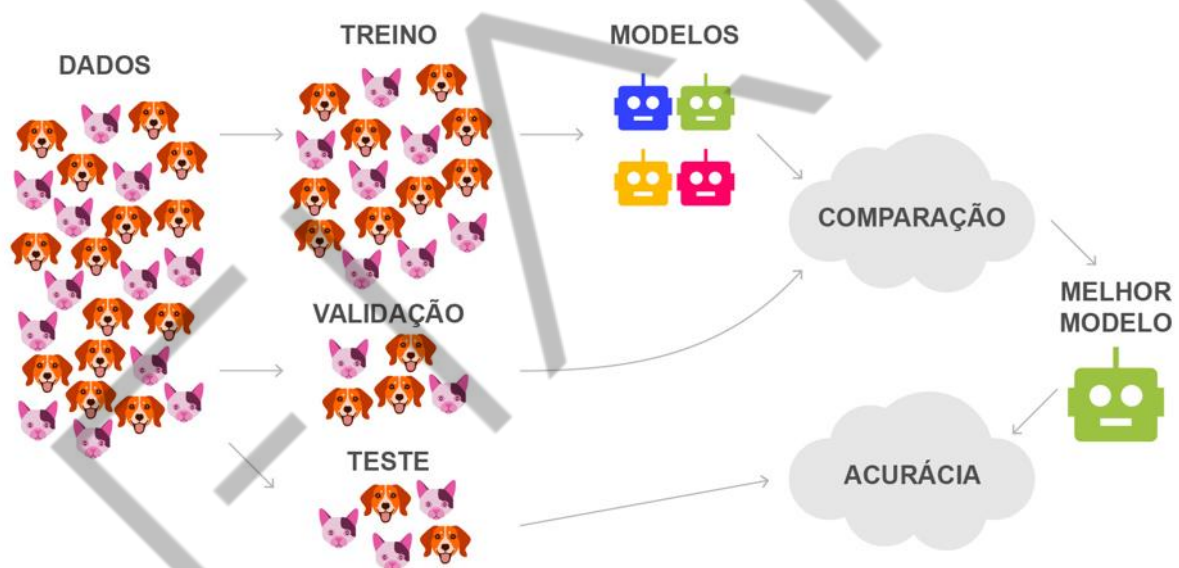 DADOS
TREINO
MODELOS
COMPARAÇÃO
VALIDAÇÃO
MELHOR
MODELO
TESTE
ACURÁCIA